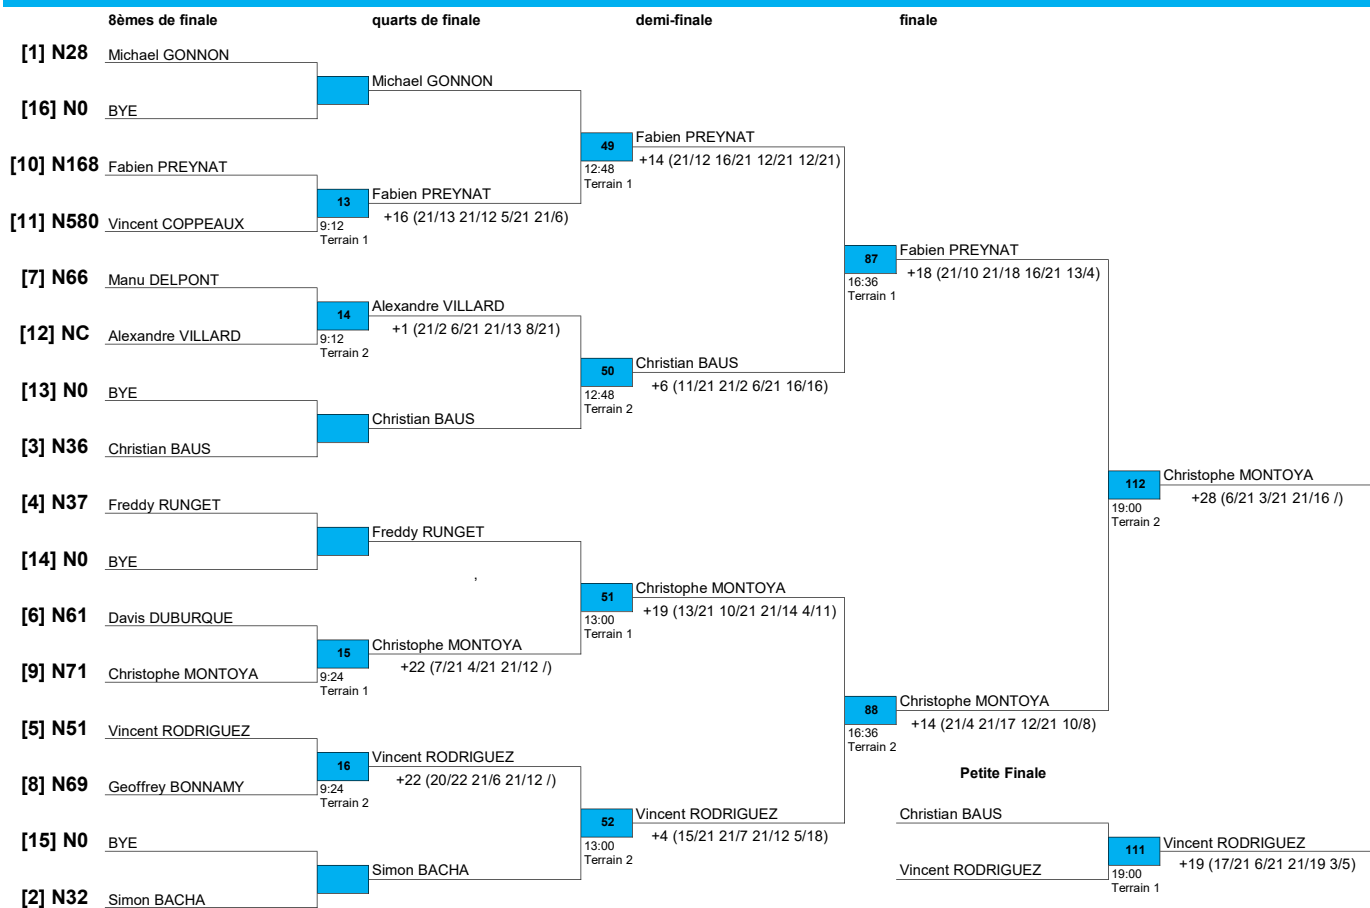 8èmes de finale quarts de finale demi-finale finale
[1] N28 Michael GONNON
Michael GONNON
[16] N0 BYE
49 Fabien PREYNAT
+14 (21/12 16/21 12/21 12/21)
12:48
Terrain 1
[10] N168 Fabien PREYNAT
13 Fabien PREYNAT
+16 (21/13 21/12 5/21 21/6)
9:12
Terrain 1
[11] N580 Vincent COPPEAUX
87 Fabien PREYNAT
+18 (21/10 21/18 16/21 13/4)
16:36
Terrain 1
[7] N66 Manu DELPONT
14 Alexandre VILLARD
+1 (21/2 6/21 21/13 8/21)
9:12
Terrain 2
[12] NC Alexandre VILLARD
50 Christian BAUS
+6 (11/21 21/2 6/21 16/16)
12:48
Terrain 2
[13] N0 BYE
Christian BAUS
[3] N36 Christian BAUS
112 Christophe MONTOYA
+28 (6/21 3/21 21/16 /)
19:00
Terrain 2
[4] N37 Freddy RUNGET
Freddy RUNGET
[14] N0 BYE
,
51 Christophe MONTOYA
+19 (13/21 10/21 21/14 4/11)
13:00
Terrain 1
[6] N61 Davis DUBURQUE
15 Christophe MONTOYA
+22 (7/21 4/21 21/12 /)
9:24
Terrain 1
[9] N71 Christophe MONTOYA
88 Christophe MONTOYA
+14 (21/4 21/17 12/21 10/8)
16:36
Terrain 2
[5] N51 Vincent RODRIGUEZ
16 Vincent RODRIGUEZ
+22 (20/22 21/6 21/12 /)
9:24
Terrain 2
[8] N69 Geoffrey BONNAMY
52 Vincent RODRIGUEZ
+4 (15/21 21/7 21/12 5/18)
13:00
Terrain 2
[15] N0 BYE
Simon BACHA
[2] N32 Simon BACHA
Petite Finale
Christian BAUS
111 Vincent RODRIGUEZ
+19 (17/21 6/21 21/19 3/5)
19:00
Terrain 1
Vincent RODRIGUEZ